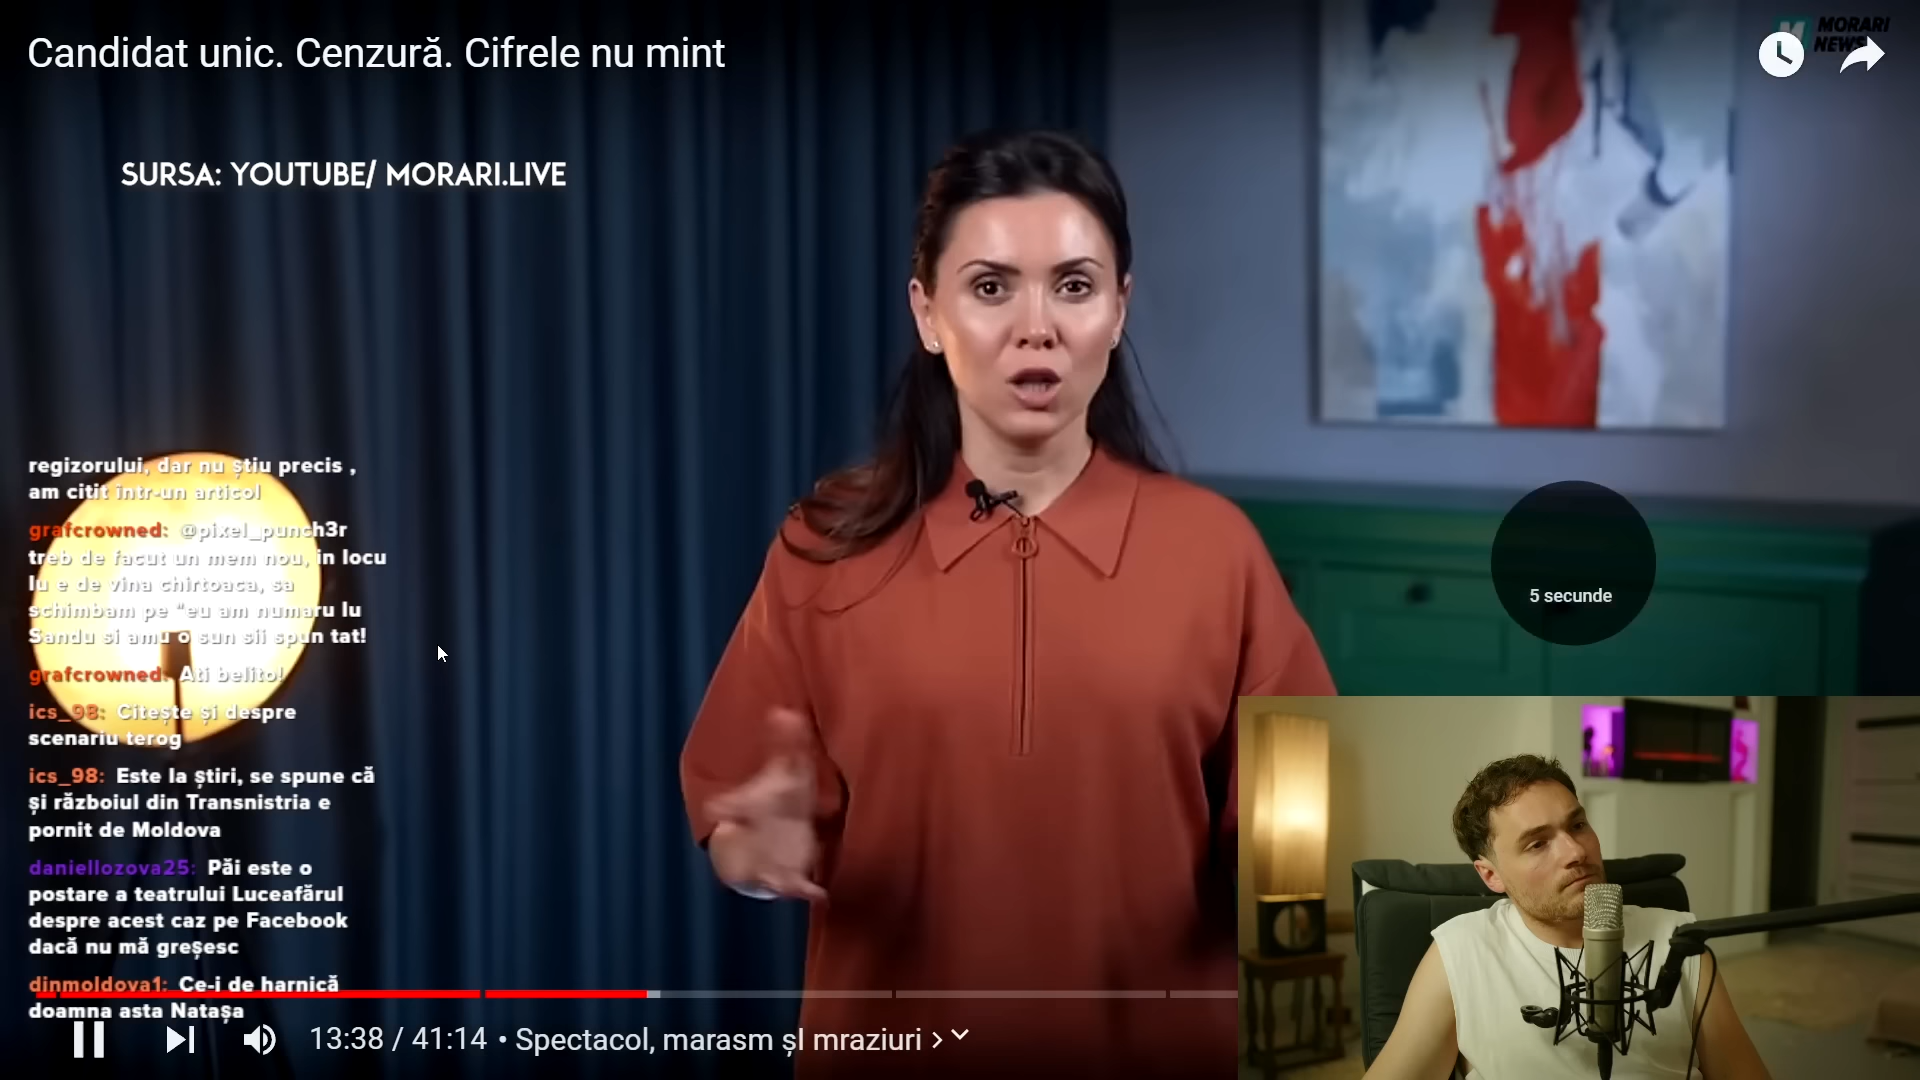 Candidat unic. Cenzură. Cifrele nu mint
MORARI
NEWS
SURSA: YOUTUBE/ MORARI.LIVE
regizorului, dar nu știu precis ,
am citit într-un articol
grafcrowned: @pixel_punch3r
treb de facut un mem nou, in locu
lu e de vina chirtoaca, sa
schimbam pe "eu am numaru lu
Sandu si amu o sun sii spun tat!
grafcrowned: Ati belito!
ics_98: Citește și despre
scenariu terog
ics_98: Este la știri, se spune că
și războiul din Transnistria e
pornit de Moldova
daniellozova25: Păi este o
postare a teatrului Luceafărul
despre acest caz pe Facebook
dacă nu mă greșesc
dinmoldova1: Ce-i de harnică
doamna asta Natașa
5 secunde
13:38 / 41:14 • Spectacol, marasm șI mraziuri